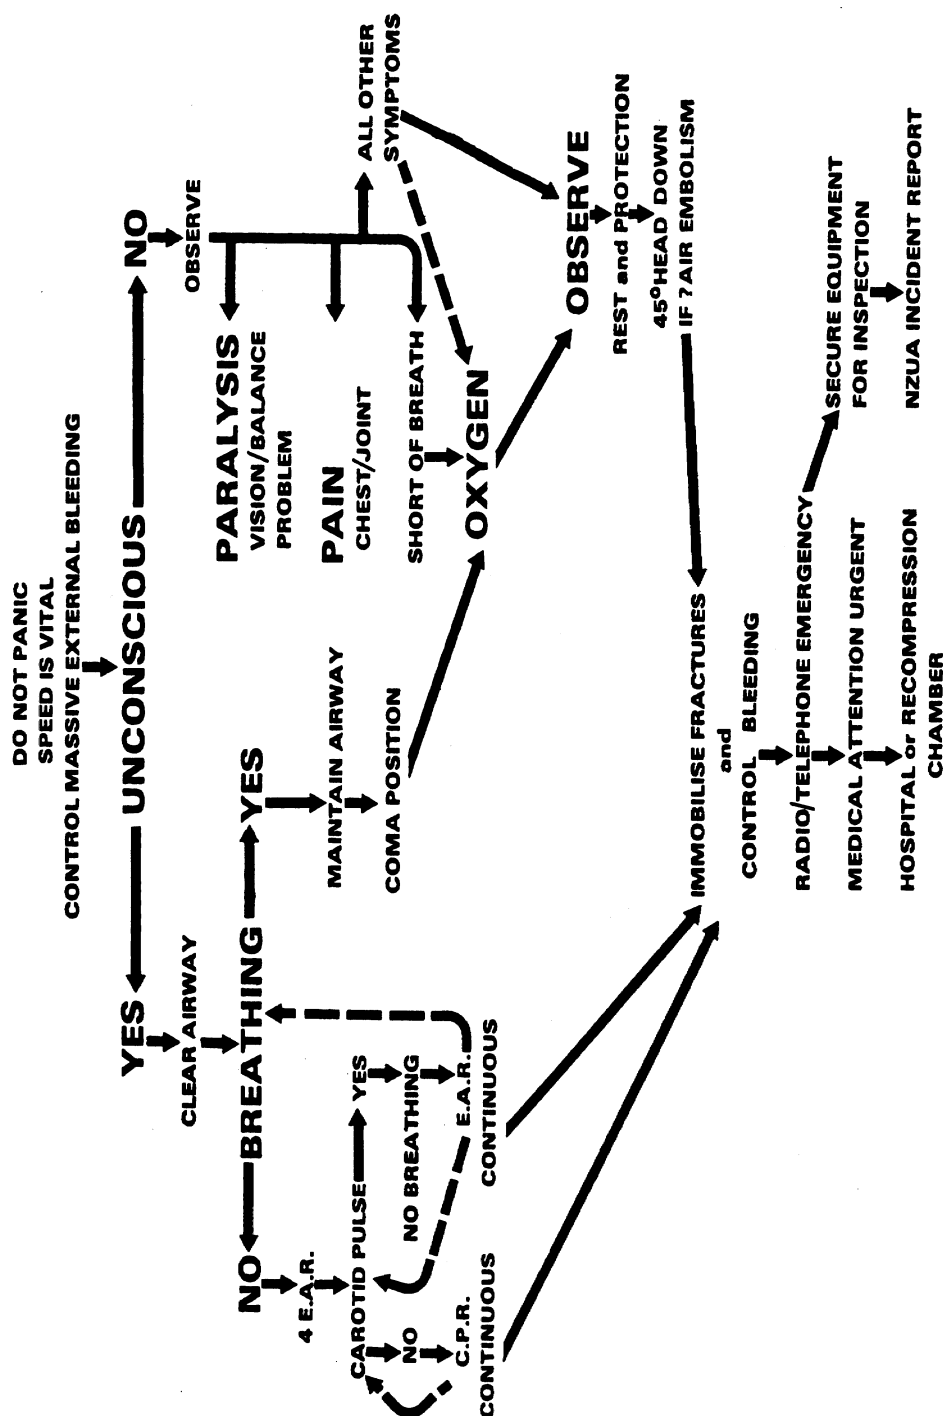 DO NOT PANIC
SPEED IS VITAL
CONTROL MASSIVE EXTERNAL BLEEDING
YES
UNCONSCIOUS
NO
CLEAR AIRWAY
OBSERVE
NO
BREATHING
YES
PARALYSIS
VISION/BALANCE
PROBLEM
4 E.A.R.
MAINTAIN AIRWAY
PAIN
CHEST/JOINT
ALL OTHER
SYMPTOMS
CAROTID PULSE
YES
COMA POSITION
SHORT OF BREATH
NO
NO BREATHING
OXYGEN
C.P.R.
CONTINUOUS
E.A.R.
CONTINUOUS
OBSERVE
REST and PROTECTION
45° HEAD DOWN
IF ? AIR EMBOLISM
IMMOBILISE FRACTURES
and
CONTROL BLEEDING
RADIO/TELEPHONE EMERGENCY
SECURE EQUIPMENT
FOR INSPECTION
MEDICAL ATTENTION URGENT
HOSPITAL or RECOMPRESSION
CHAMBER
NZUA INCIDENT REPORT